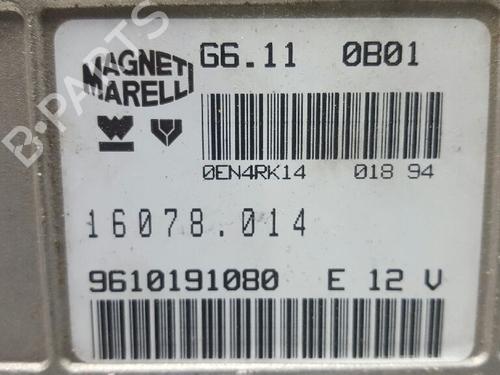 MAGNETI
MARELLI
G6.11 0B01
0EN4RK14 018 94
16078.014
9610191080 E 12 V
B-PARTS